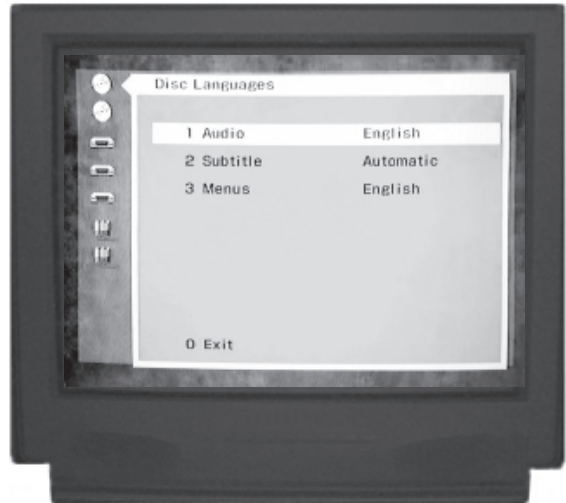 Disc Languages
1 Audio English
2 Subtitle Automatic
3 Menus English
0 Exit